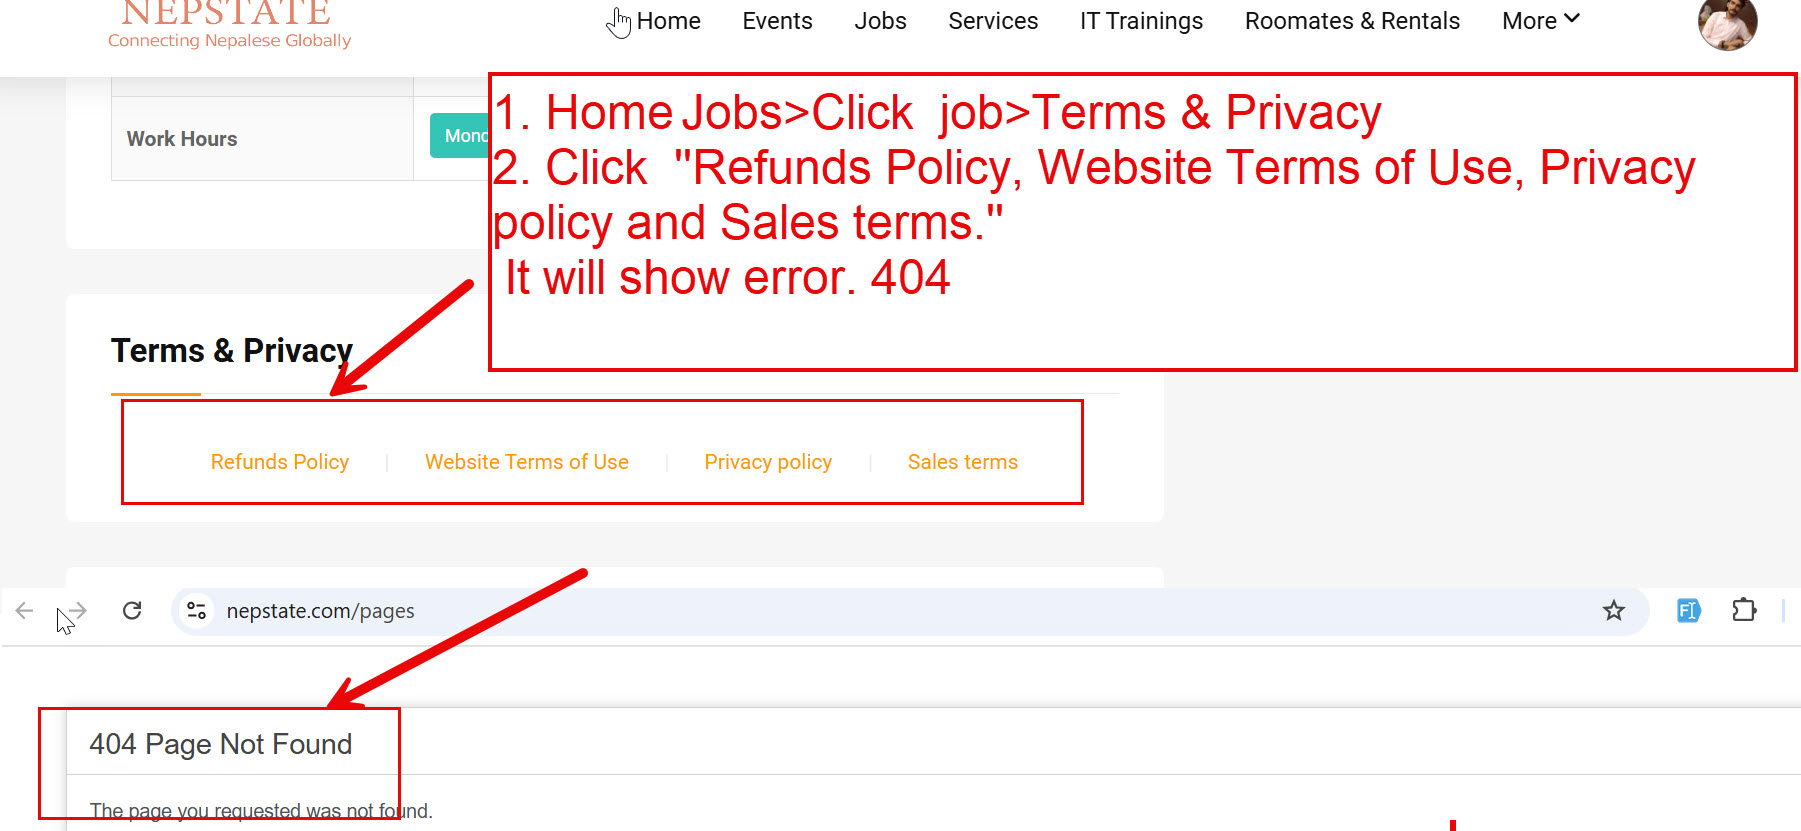 NEPSTATE
Connecting Nepalese Globally
Home Events Jobs Services IT Trainings Roomates & Rentals More
Work Hours
1. Home Jobs>Click job>Terms & Privacy
2. Click "Refunds Policy, Website Terms of Use, Privacy
policy and Sales terms."
It will show error. 404
Terms & Privacy
Refunds Policy | Website Terms of Use | Privacy policy | Sales terms
nepstate.com/pages
404 Page Not Found
The page you requested was not found.